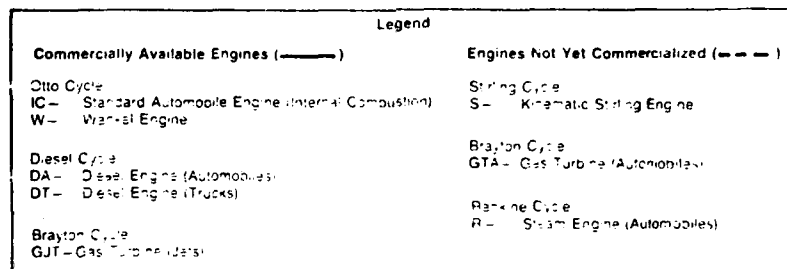 Legend
Commercially Available Engines (——)
Otto Cycle
IC – Standard Automobile Engine (Internal Combustion)
W – Wankel Engine
Diesel Cycle
DA – Diesel Engine (Automobiles)
DT – Diesel Engine (Trucks)
Brayton Cycle
GJT – Gas Turbine (Jets)
Engines Not Yet Commercialized (– – –)
Stirling Cycle
S – Kinematic Stirling Engine
Brayton Cycle
GTA – Gas Turbine (Automobiles)
Rankine Cycle
R – Steam Engine (Automobiles)